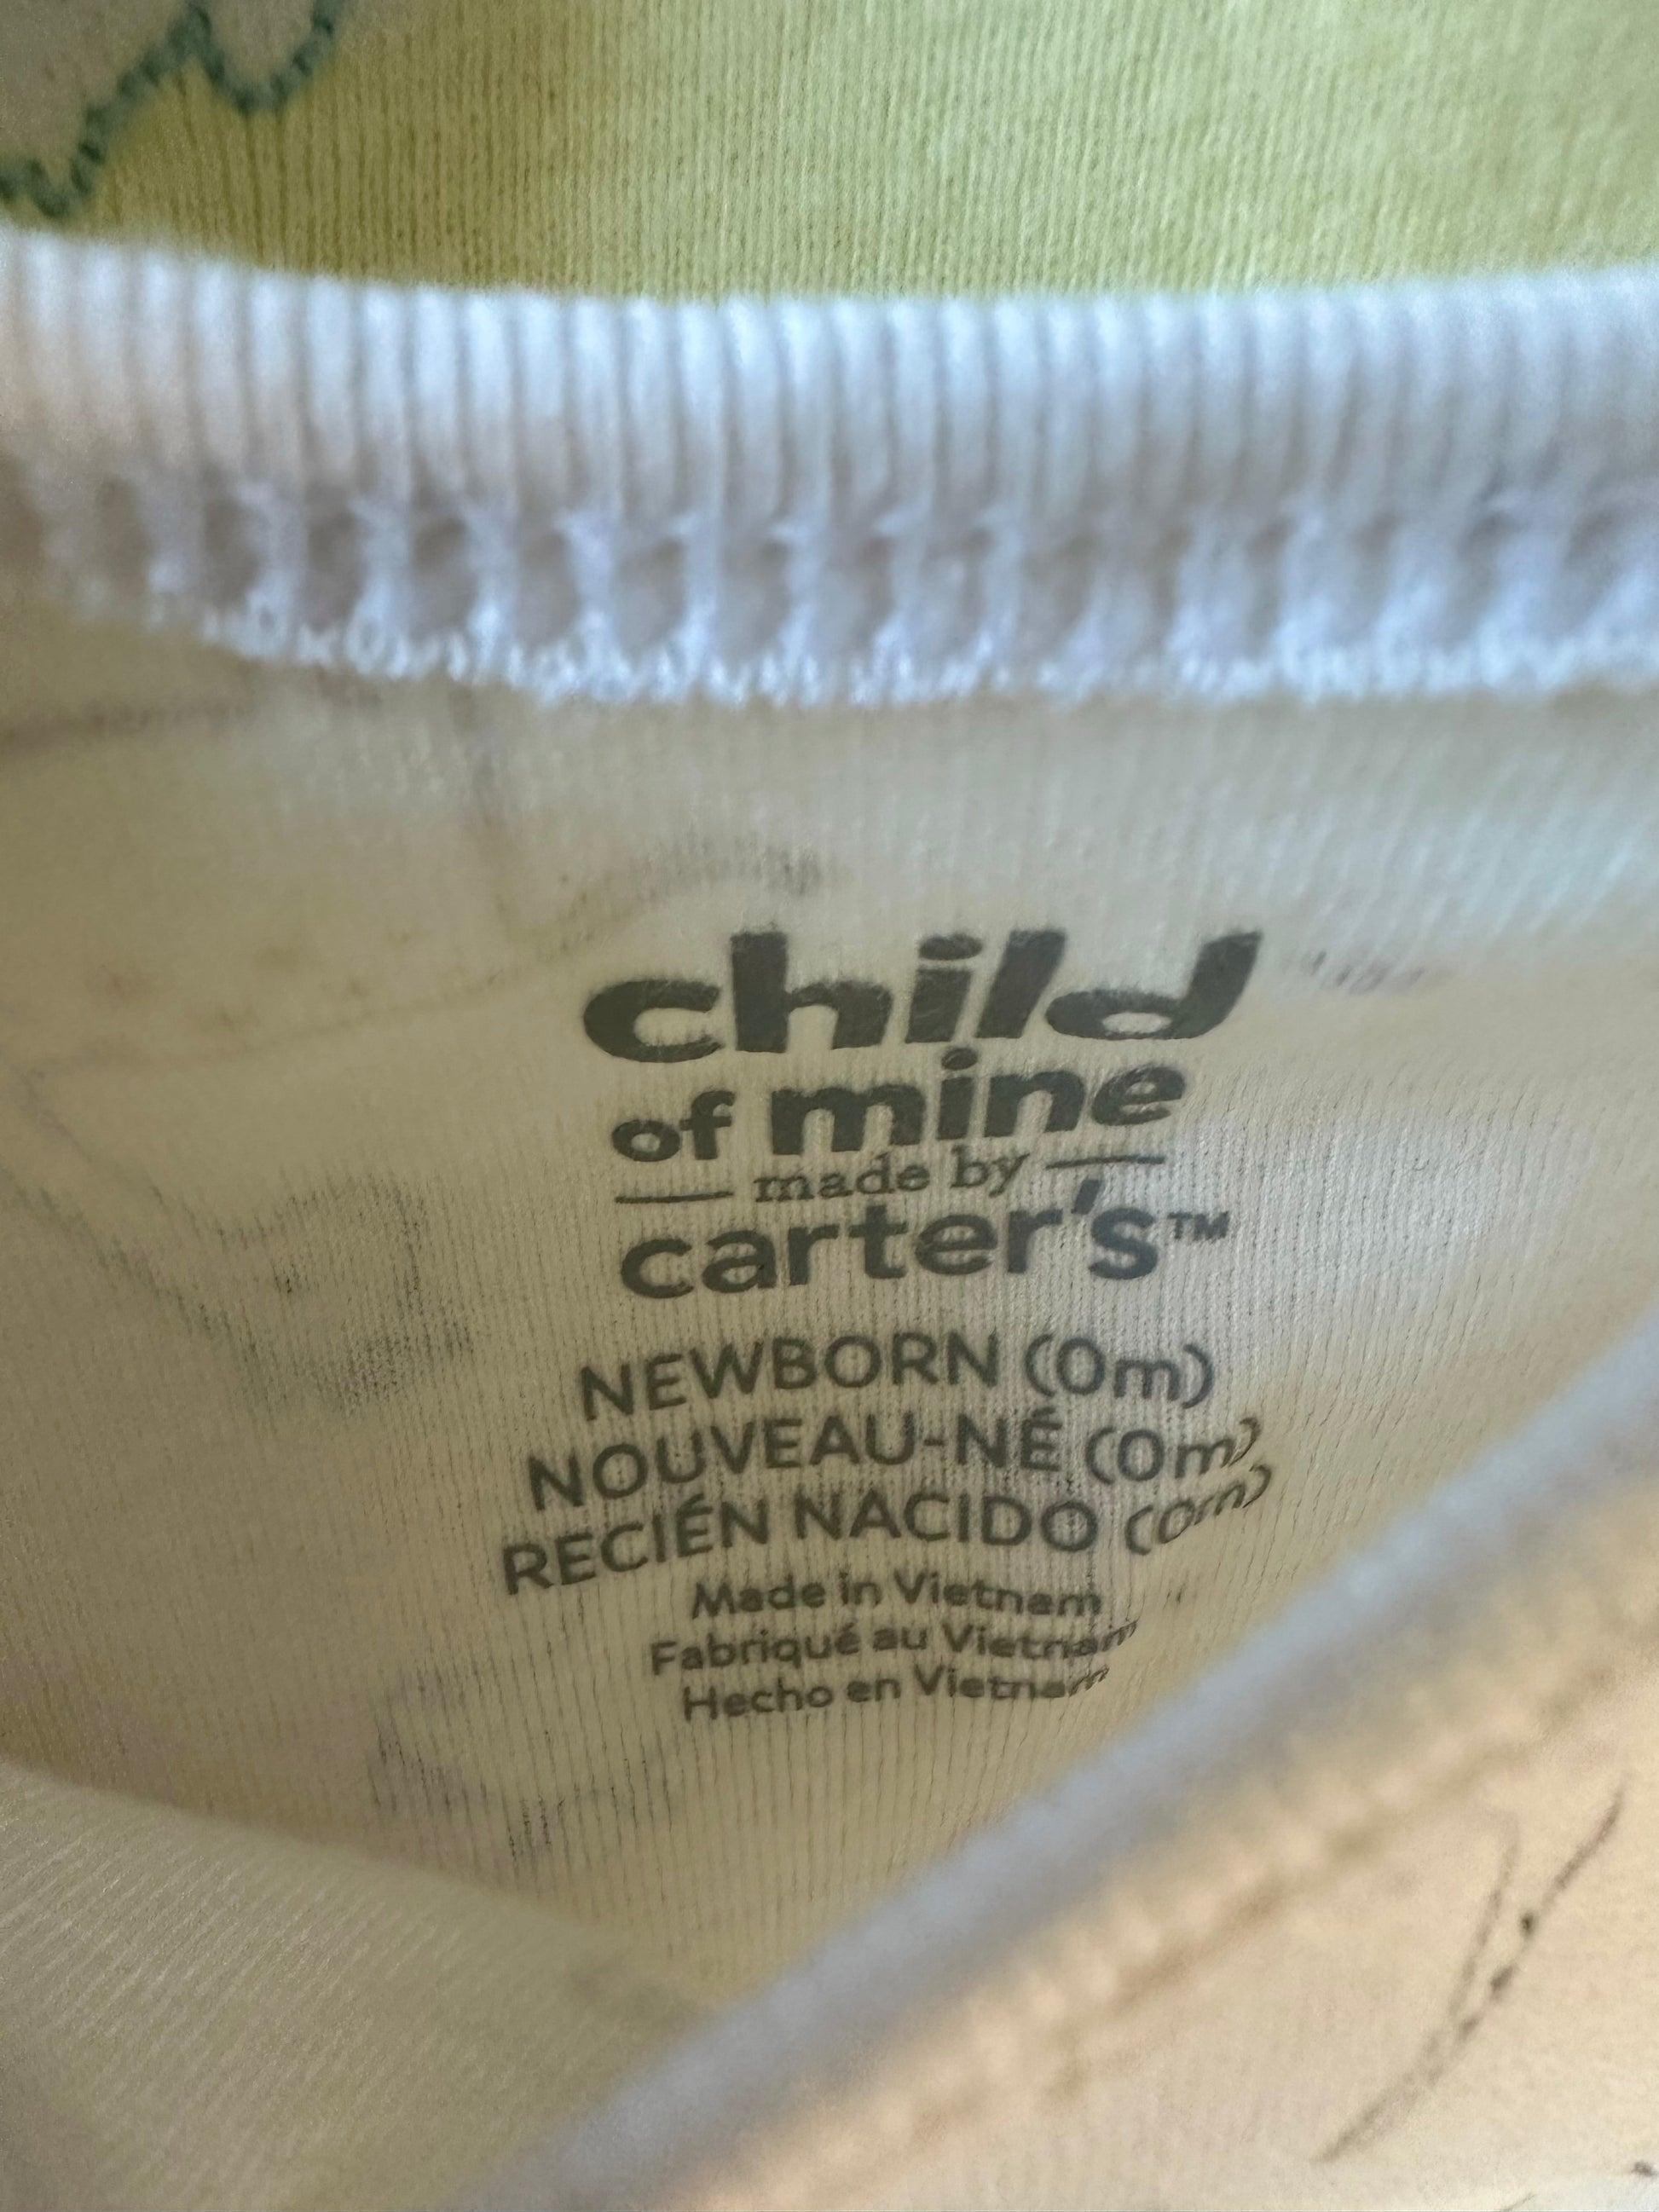 child
of mine
made by
carter's™
NEWBORN (0m)
NOUVEAU-NÉ (0m)
RECIÉN NACIDO (0m)
Made in Vietnam
Fabriqué au Vietnam
Hecho en Vietnam